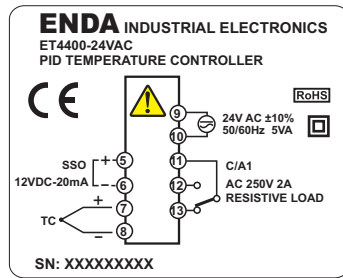 ENDA INDUSTRIAL ELECTRONICS
ET4400-24VAC
PID TEMPERATURE CONTROLLER
CE
RoHS
9
10
24V AC ±10%
50/60Hz 5VA
SSO
12VDC-20mA
+
5
–
6
+
7
TC
–
8
11
C/A1
12
13
AC 250V 2A
RESISTIVE LOAD
SN: XXXXXXXXX